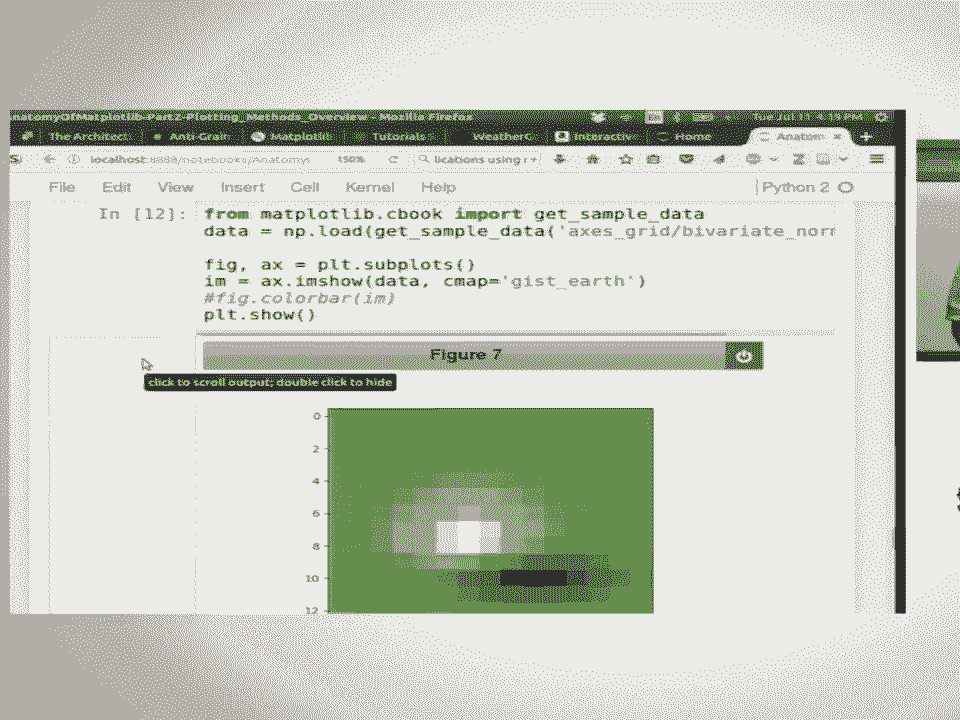 natomyOfMatplotlib-Part2-Plotting_Methods_Overview - Mozilla Firefox
Tue Jul 11 4:19 PM
The Architect
Anti-Grain
Matplotlib
Tutorials
WeatherG
Interactiv
Home
Anatom
localhost:8888/notebooks/Anatomy
150%
lications using
File Edit View Insert Cell Kernel Help
Python 2
In [12]:
from matplotlib.cbook import get_sample_data
data = np.load(get_sample_data('axes_grid/bivariate_norm
fig, ax = plt.subplots()
im = ax.imshow(data, cmap='gist_earth')
#fig.colorbar(im)
plt.show()
Figure 7
click to scroll output; double click to hide
0
2
4
6
8
10
12